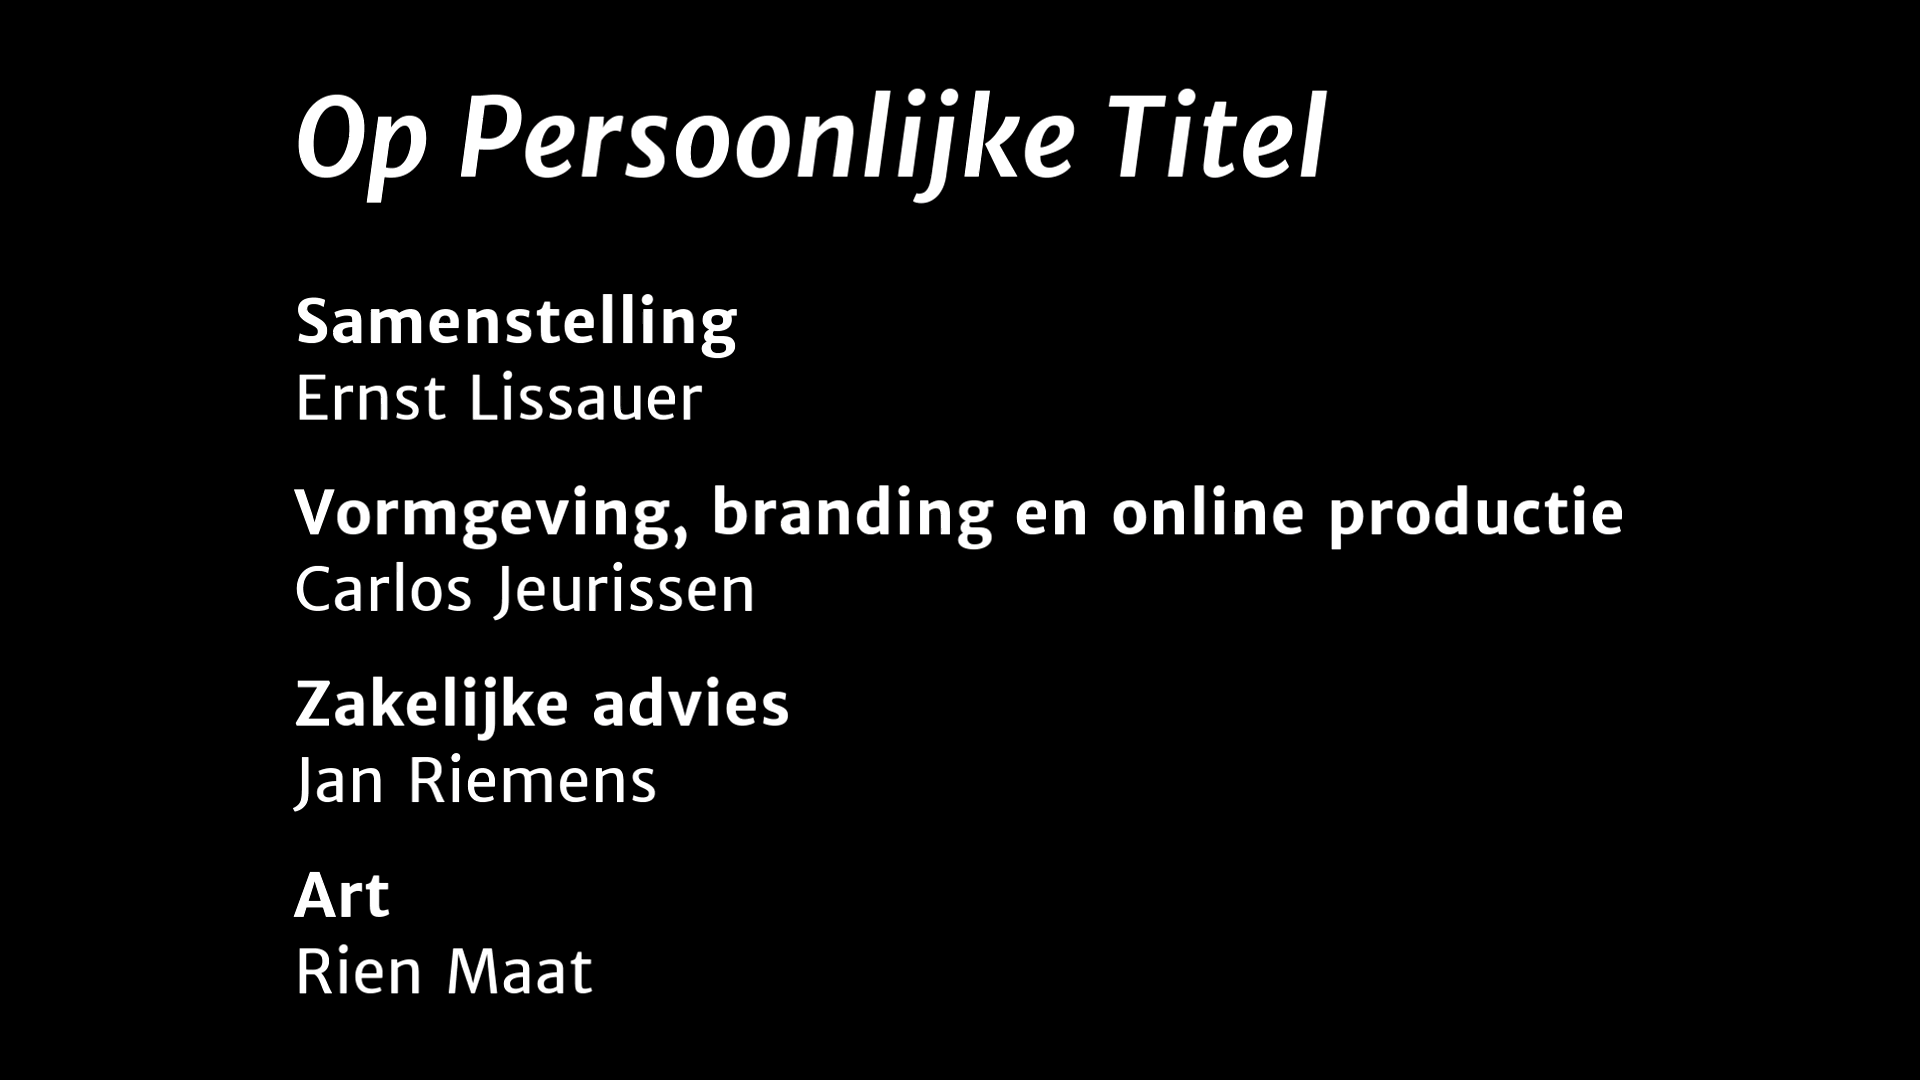 Op Persoonlijke Titel
Samenstelling
Ernst Lissauer
Vormgeving, branding en online productie
Carlos Jeurissen
Zakelijke advies
Jan Riemens
Art
Rien Maat